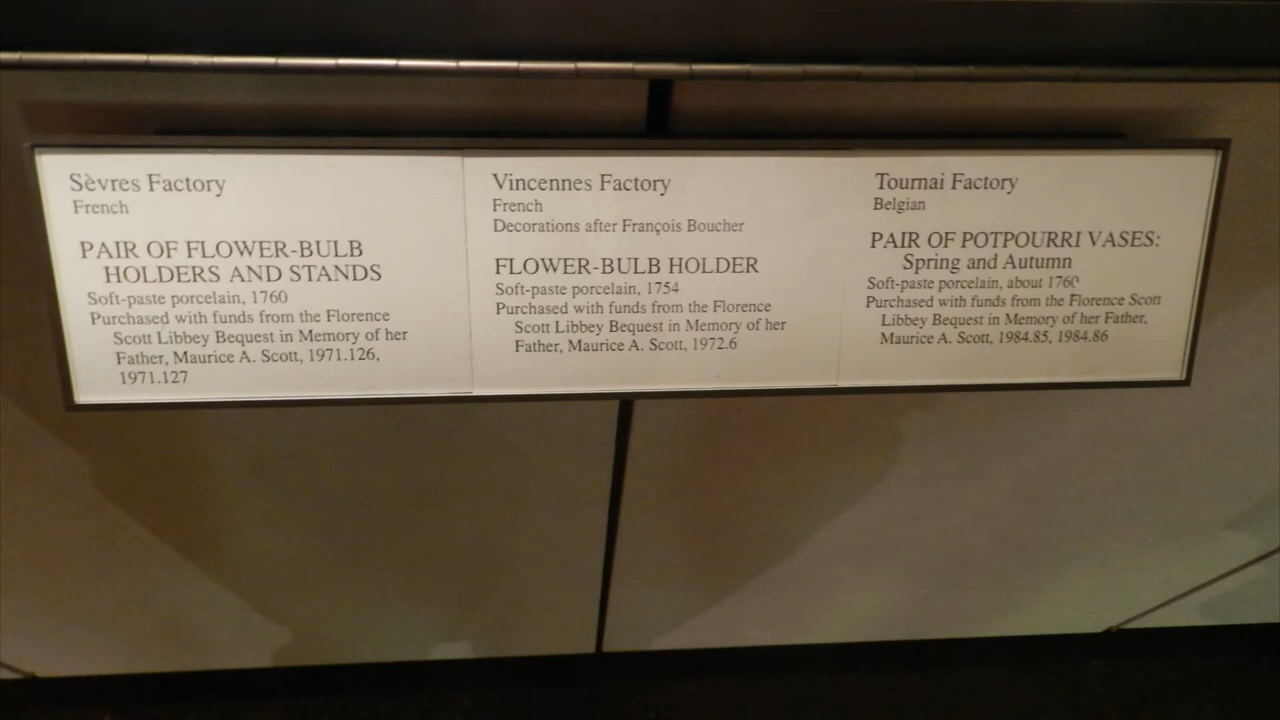 Sèvres Factory
French
PAIR OF FLOWER-BULB
HOLDERS AND STANDS
Soft-paste porcelain, 1760
Purchased with funds from the Florence
Scott Libbey Bequest in Memory of her
Father, Maurice A. Scott, 1971.126,
1971.127
Vincennes Factory
French
Decorations after François Boucher
FLOWER-BULB HOLDER
Soft-paste porcelain, 1754
Purchased with funds from the Florence
Scott Libbey Bequest in Memory of her
Father, Maurice A. Scott, 1972.6
Tournai Factory
Belgian
PAIR OF POTPOURRI VASES:
Spring and Autumn
Soft-paste porcelain, about 1760
Purchased with funds from the Florence Scott
Libbey Bequest in Memory of her Father,
Maurice A. Scott, 1984.85, 1984.86